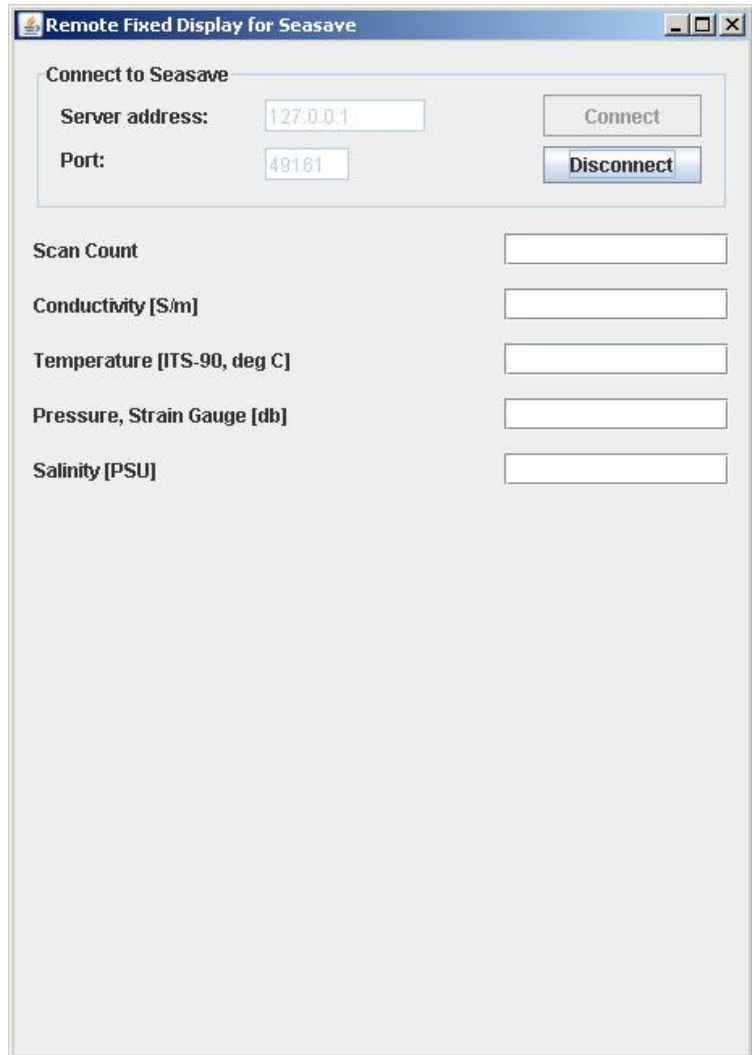 Remote Fixed Display for Seasave
Connect to Seasave
Server address: 127.0.0.1 Connect
Port: 49161 Disconnect
Scan Count
Conductivity [S/m]
Temperature [ITS-90, deg C]
Pressure, Strain Gauge [db]
Salinity [PSU]